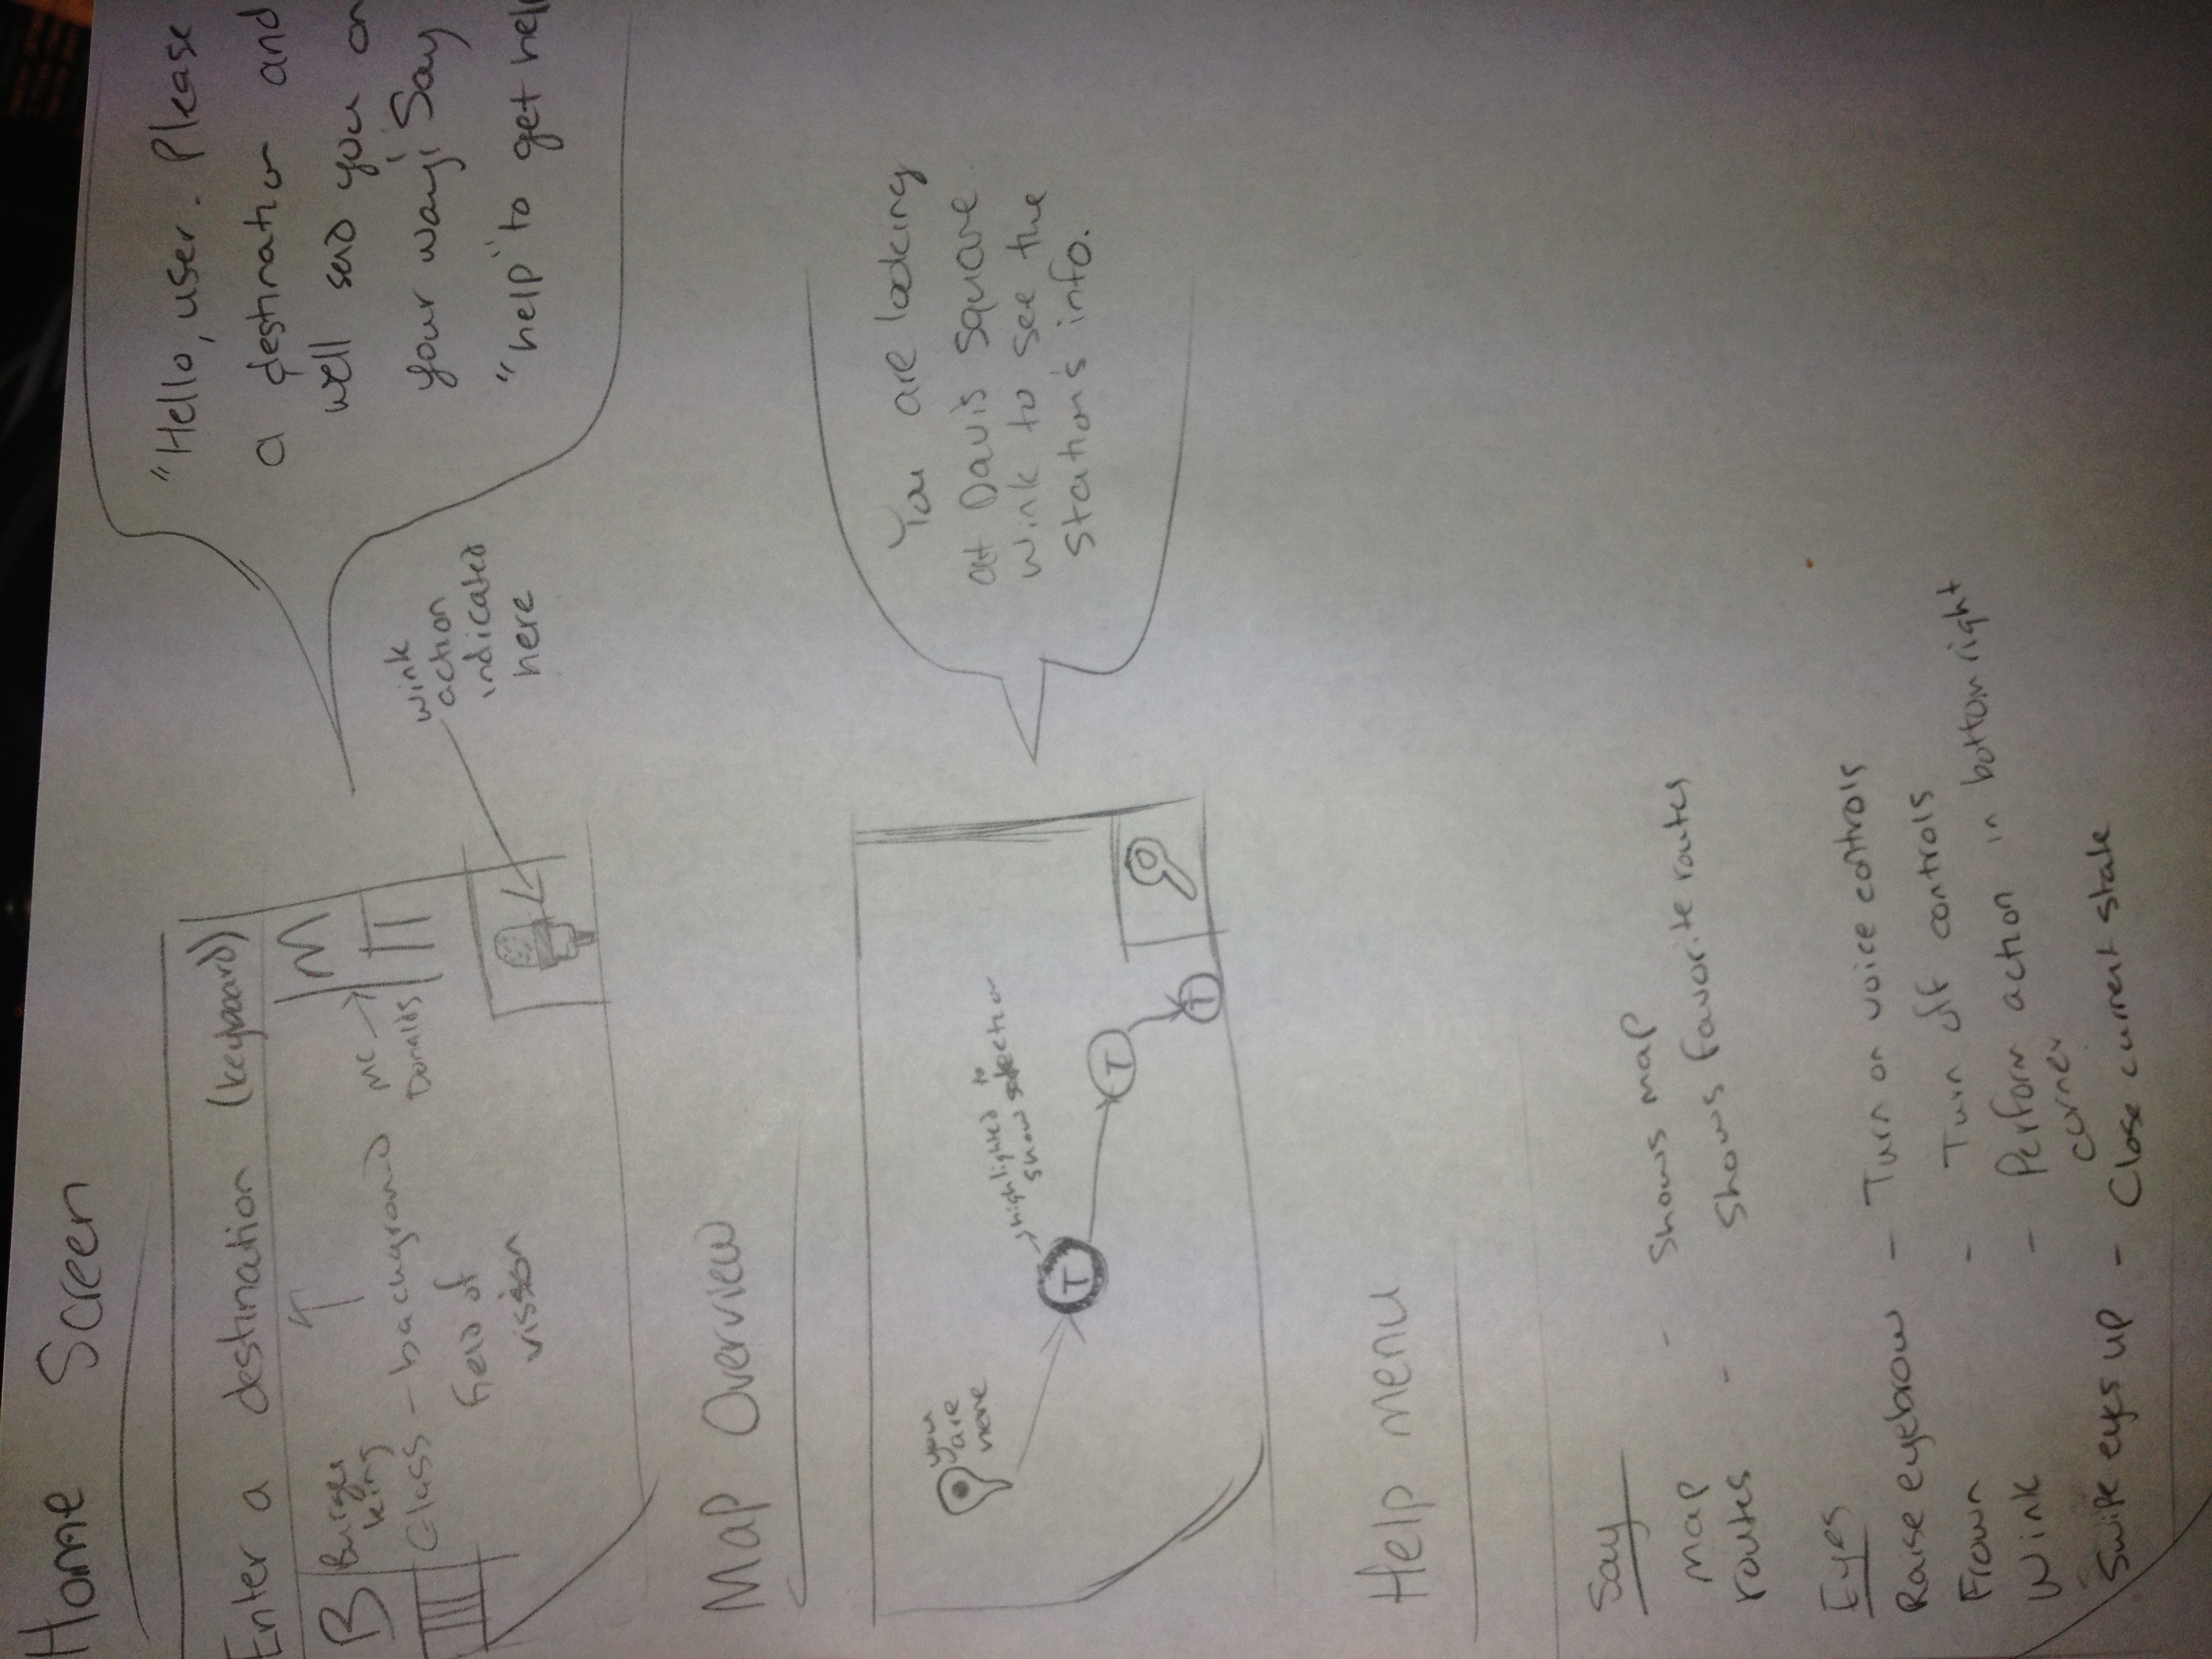 Home Screen
Enter a destination (keyboard)
B
Burger
king
Glass - background
field of
vission
MC
Donalds
M
wink
action
indicated
here
"Hello, user. Please
a destination and
we'll send you on
your way! Say
"help" to get hel
Map Overview
you
are
here
highlighted to
show selection
T
T
T
You are looking
at Davis Square
Wink to see the
station's info.
Help menu
Say
map - Shows map
routes - Shows favorite routes
Eyes
Raise eyebrow - Turn on voice controls
Frown - Turn off controls
Wink - Perform action in bottom right
corner
Swipe eyes up - Close current state